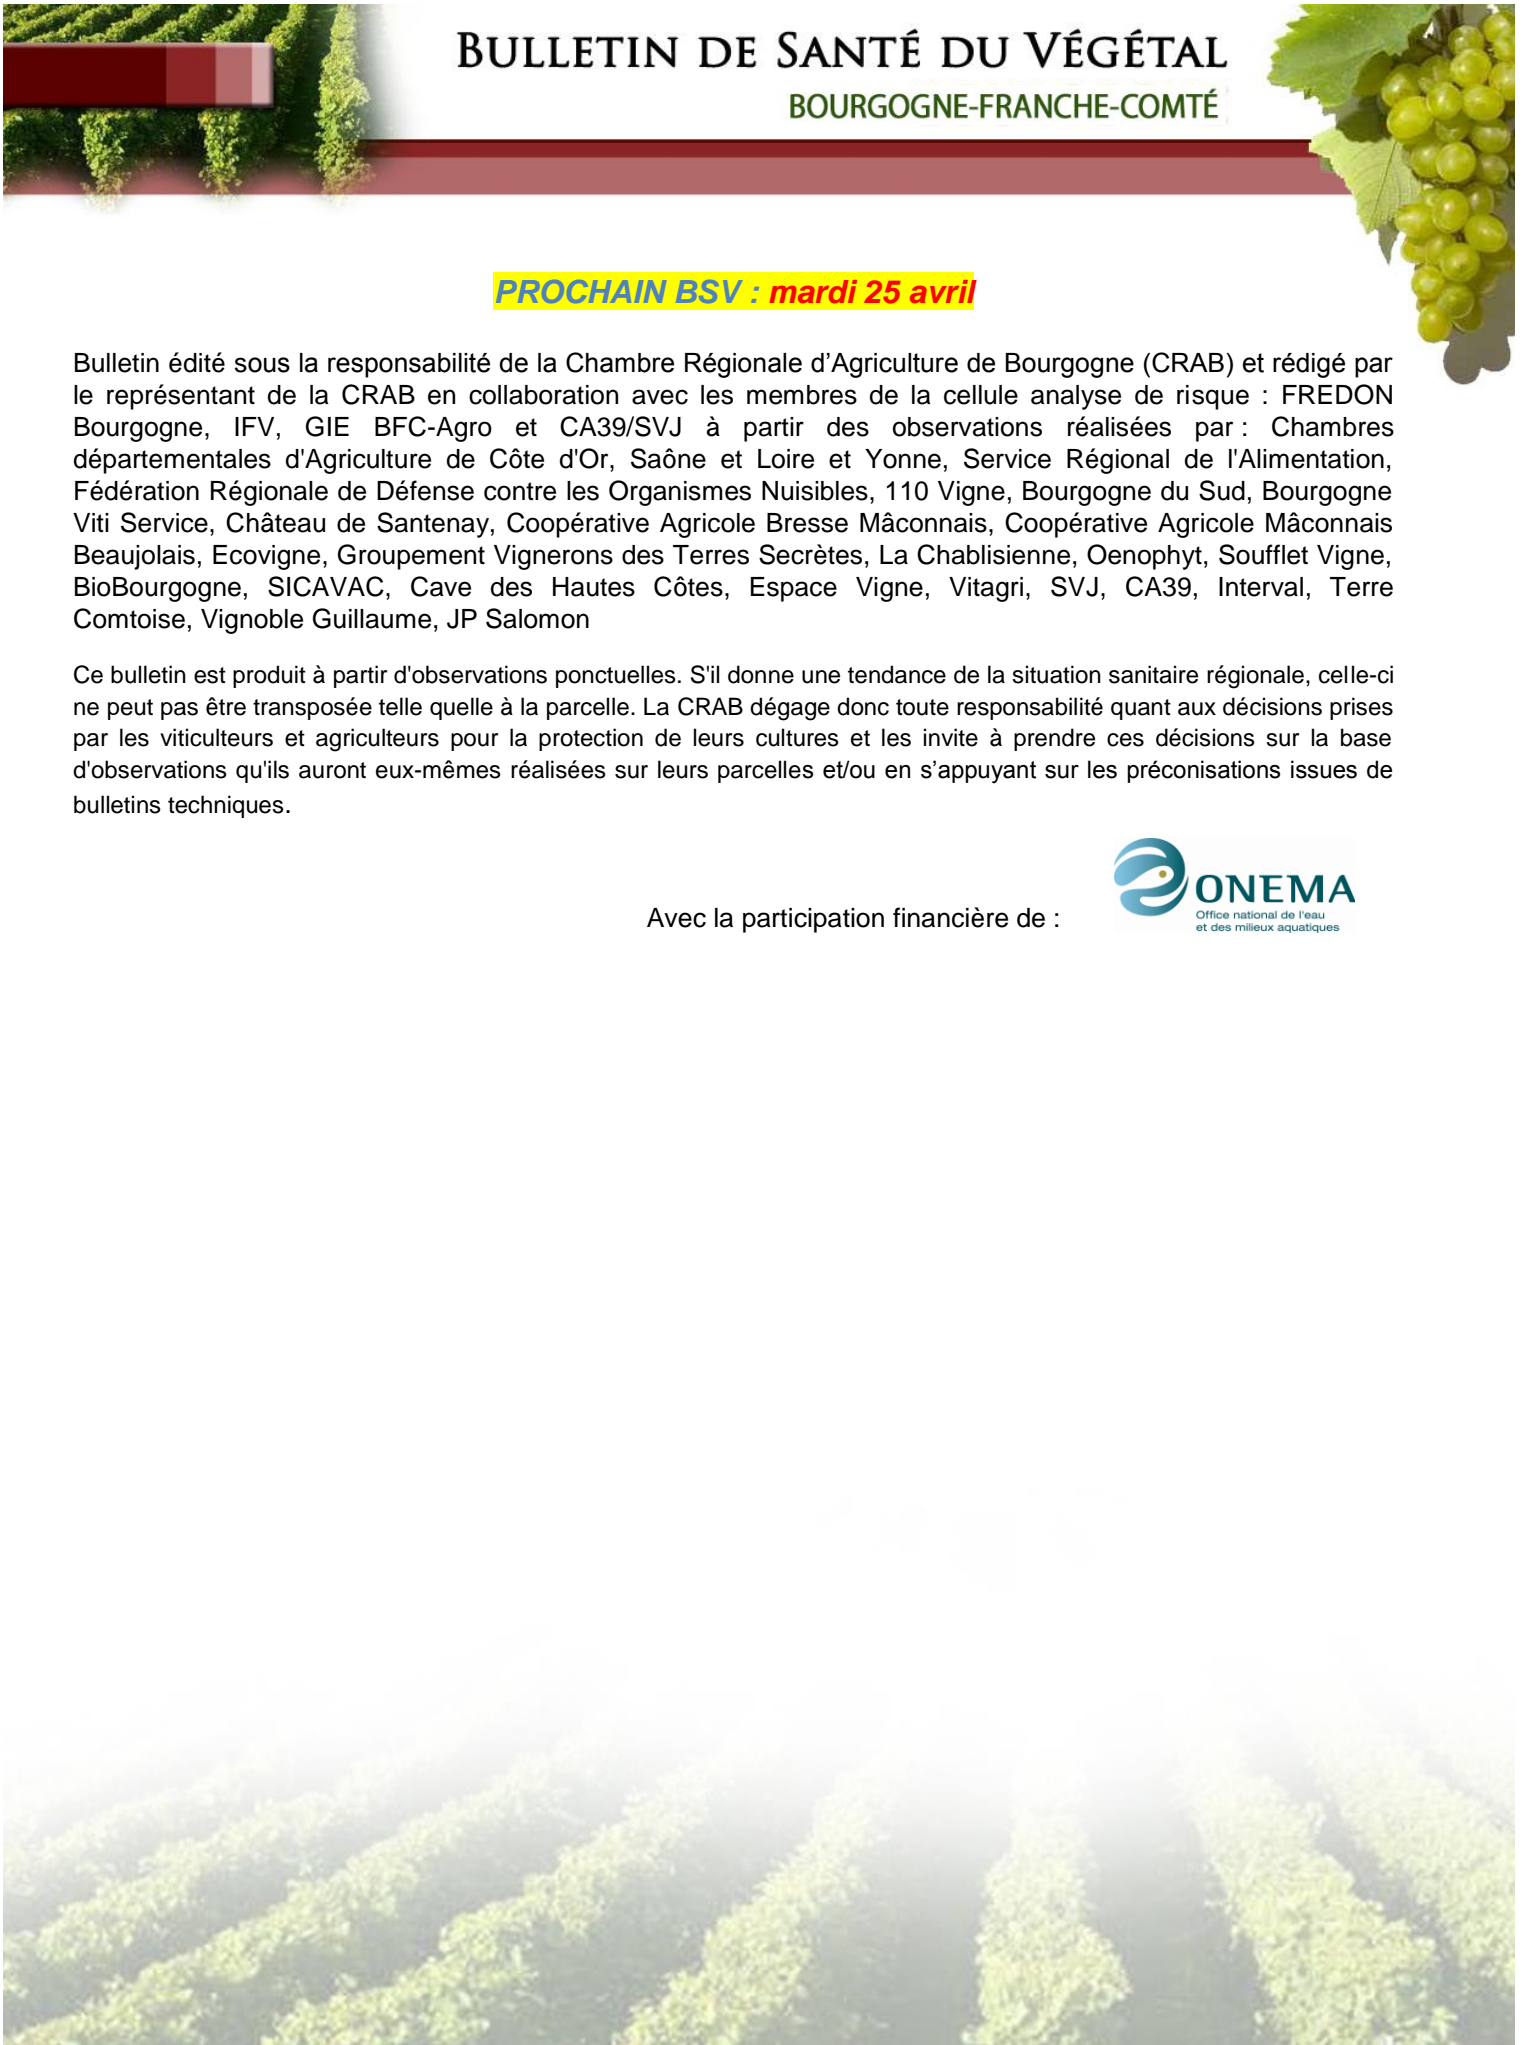 BULLETIN DE SANTÉ DU VÉGÉTAL
BOURGOGNE-FRANCHE-COMTÉ
PROCHAIN BSV : mardi 25 avril
Bulletin édité sous la responsabilité de la Chambre Régionale d’Agriculture de Bourgogne (CRAB) et rédigé par
le représentant de la CRAB en collaboration avec les membres de la cellule analyse de risque : FREDON
Bourgogne, IFV, GIE BFC-Agro et CA39/SVJ à partir des observations réalisées par : Chambres
départementales d'Agriculture de Côte d'Or, Saône et Loire et Yonne, Service Régional de l'Alimentation,
Fédération Régionale de Défense contre les Organismes Nuisibles, 110 Vigne, Bourgogne du Sud, Bourgogne
Viti Service, Château de Santenay, Coopérative Agricole Bresse Mâconnais, Coopérative Agricole Mâconnais
Beaujolais, Ecovigne, Groupement Vignerons des Terres Secrètes, La Chablisienne, Oenophyt, Soufflet Vigne,
BioBourgogne, SICAVAC, Cave des Hautes Côtes, Espace Vigne, Vitagri, SVJ, CA39, Interval, Terre
Comtoise, Vignoble Guillaume, JP Salomon
Ce bulletin est produit à partir d'observations ponctuelles. S'il donne une tendance de la situation sanitaire régionale, celle-ci
ne peut pas être transposée telle quelle à la parcelle. La CRAB dégage donc toute responsabilité quant aux décisions prises
par les viticulteurs et agriculteurs pour la protection de leurs cultures et les invite à prendre ces décisions sur la base
d'observations qu'ils auront eux-mêmes réalisées sur leurs parcelles et/ou en s’appuyant sur les préconisations issues de
bulletins techniques.
Avec la participation financière de :
ONEMA
Office national de l'eau
et des milieux aquatiques